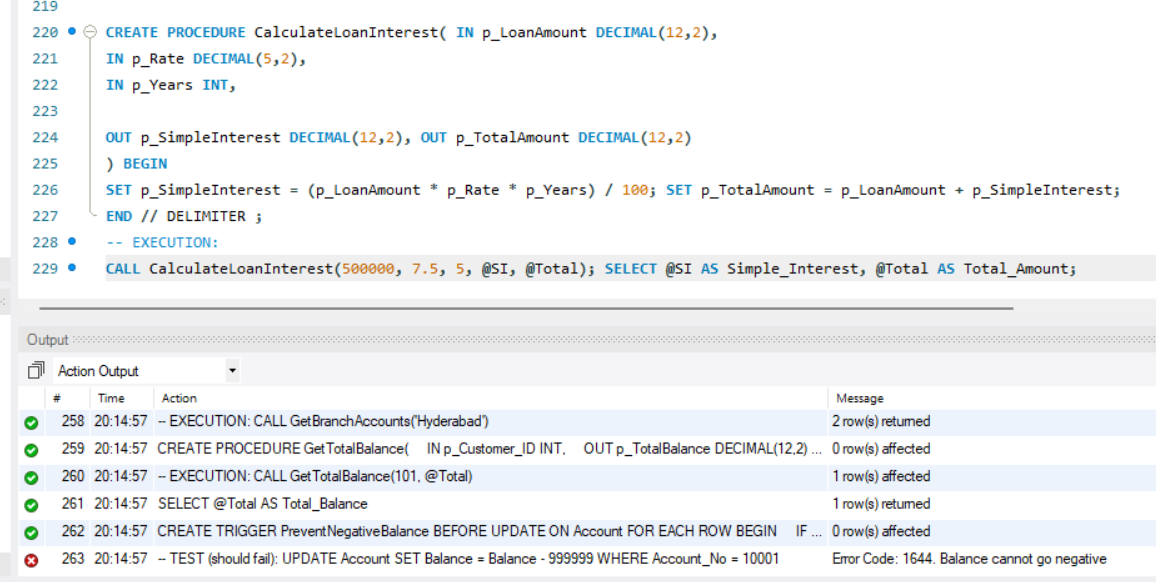 219
220 CREATE PROCEDURE CalculateLoanInterest( IN p_LoanAmount DECIMAL(12,2),
221 IN p_Rate DECIMAL(5,2),
222 IN p_Years INT,
223
224 OUT p_SimpleInterest DECIMAL(12,2), OUT p_TotalAmount DECIMAL(12,2)
225 ) BEGIN
226 SET p_SimpleInterest = (p_LoanAmount * p_Rate * p_Years) / 100; SET p_TotalAmount = p_LoanAmount + p_SimpleInterest;
227 END // DELIMITER ;
228 -- EXECUTION:
229 CALL CalculateLoanInterest(500000, 7.5, 5, @SI, @Total); SELECT @SI AS Simple_Interest, @Total AS Total_Amount;
Output
Action Output
# Time Action Message
258 20:14:57 -- EXECUTION: CALL GetBranchAccounts('Hyderabad') 2 row(s) returned
259 20:14:57 CREATE PROCEDURE GetTotalBalance( IN p_Customer_ID INT, OUT p_TotalBalance DECIMAL(12,2) ... 0 row(s) affected
260 20:14:57 -- EXECUTION: CALL GetTotalBalance(101, @Total) 1 row(s) affected
261 20:14:57 SELECT @Total AS Total_Balance 1 row(s) returned
262 20:14:57 CREATE TRIGGER PreventNegativeBalance BEFORE UPDATE ON Account FOR EACH ROW BEGIN IF ... 0 row(s) affected
263 20:14:57 -- TEST (should fail): UPDATE Account SET Balance = Balance - 999999 WHERE Account_No = 10001 Error Code: 1644. Balance cannot go negative